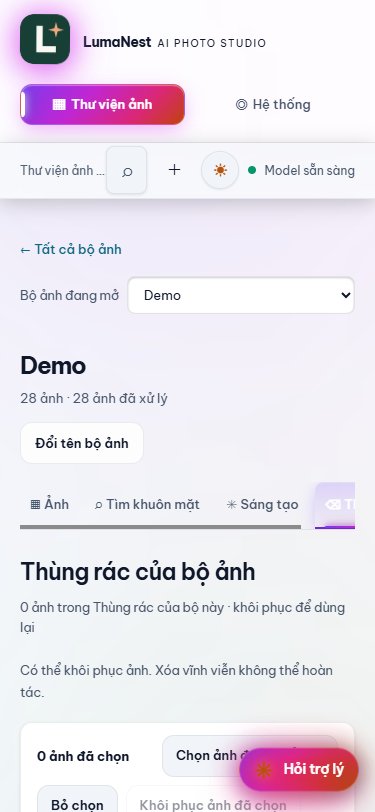 LumaNest AI PHOTO STUDIO
Thư viện ảnh
Hệ thống
Thư viện ảnh ...
Model sẵn sàng
← Tất cả bộ ảnh
Bộ ảnh đang mở
Demo
Demo
28 ảnh · 28 ảnh đã xử lý
Đổi tên bộ ảnh
Ảnh
Tìm khuôn mặt
Sáng tạo
Thùng rác của bộ ảnh
0 ảnh trong Thùng rác của bộ này · khôi phục để dùng
lại
Có thể khôi phục ảnh. Xóa vĩnh viễn không thể hoàn
tác.
0 ảnh đã chọn
Chọn ảnh
Hỏi trợ lý
Bỏ chọn
Khôi phục ảnh đã chọn